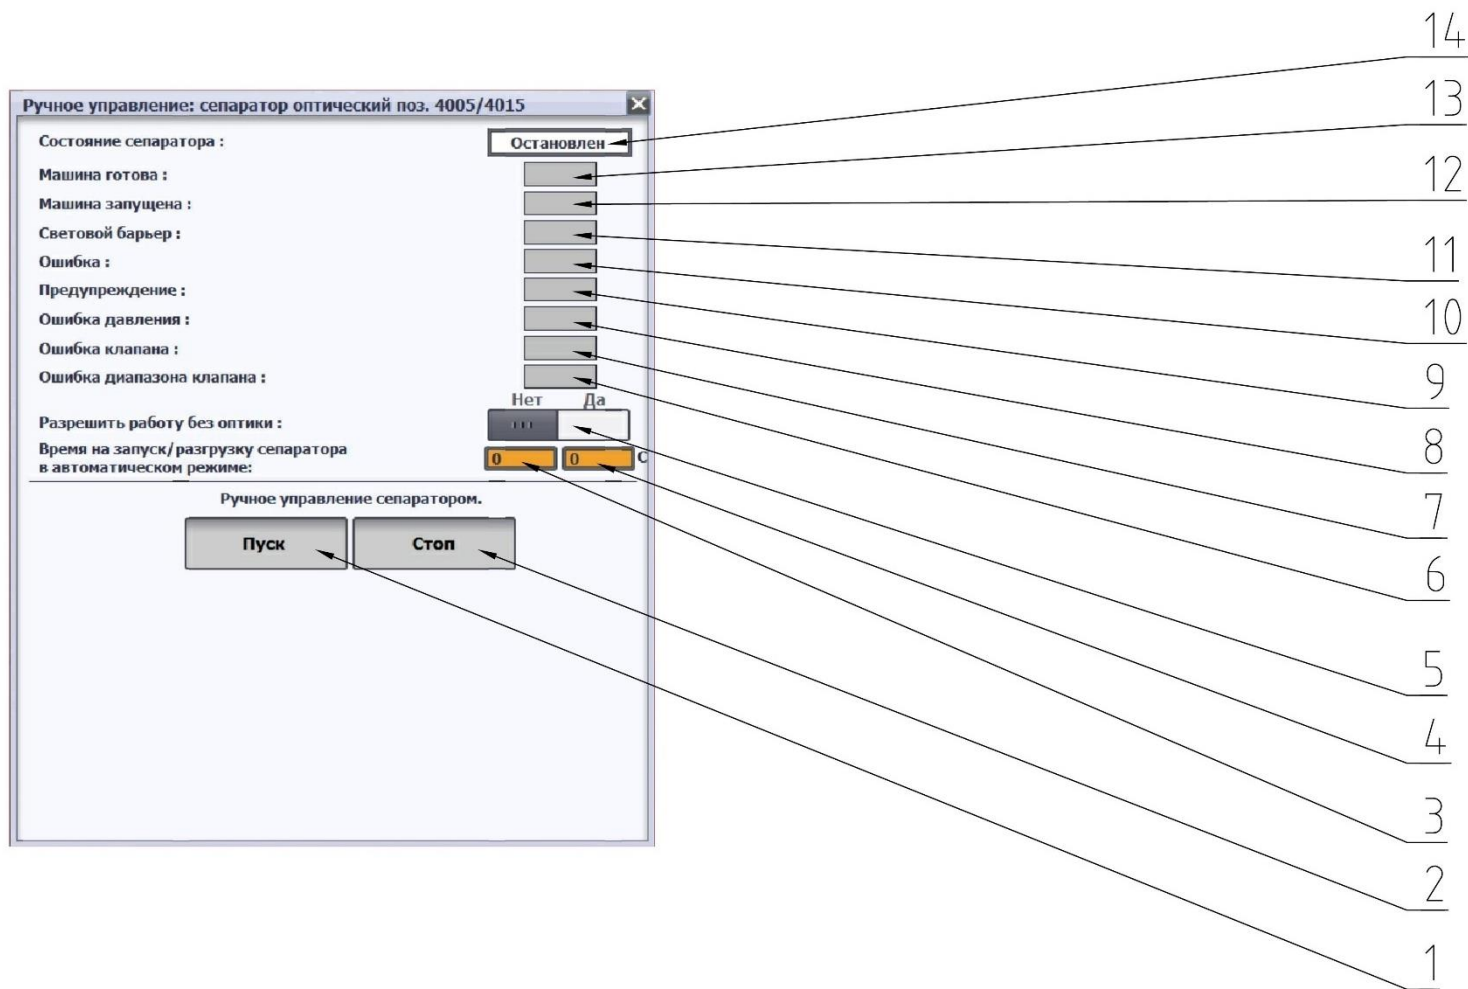 14
13
12
11
10
9
8
7
6
5
4
3
2
1
Ручное управление: сепаратор оптический поз. 4005/4015
Состояние сепаратора :
Остановлен
Машина готова :
Машина запущена :
Световой барьер :
Ошибка :
Предупреждение :
Ошибка давления :
Ошибка клапана :
Ошибка диапазона клапана :
Нет Да
Разрешить работу без оптики :
Время на запуск/разгрузку сепаратора
в автоматическом режиме:
0 0 С
Ручное управление сепаратором.
Пуск Стоп